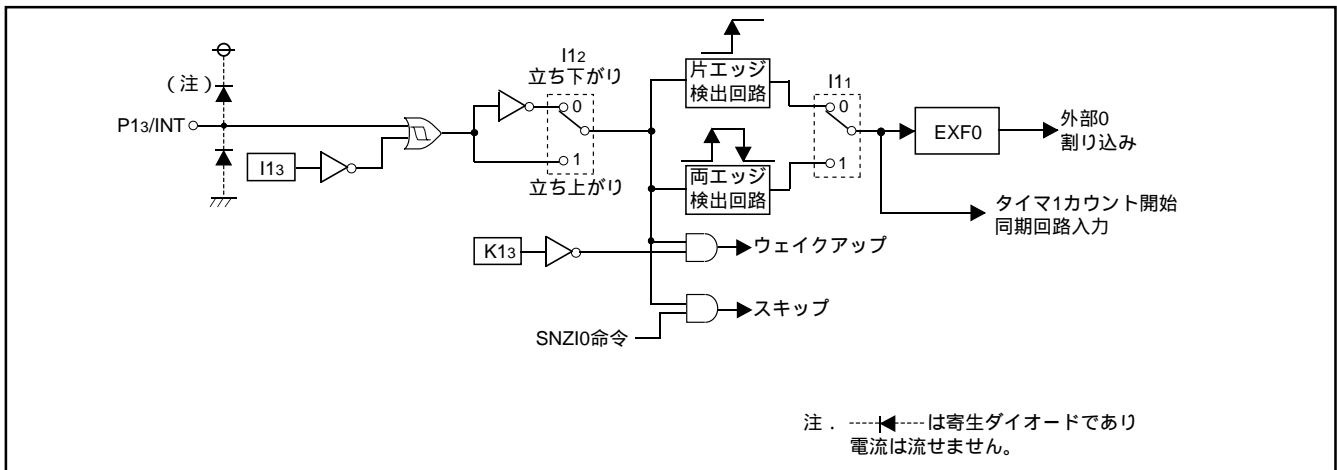 I12
立ち下がり
0
1
立ち上がり
(注)
P13/INT
I13
片エッジ
検出回路
両エッジ
検出回路
I11
0
1
EXF0
外部0
割り込み
タイマ1カウント開始
同期回路入力
K13
ウェイクアップ
スキップ
SNZI0命令
注．は寄生ダイオードであり
電流は流せません。